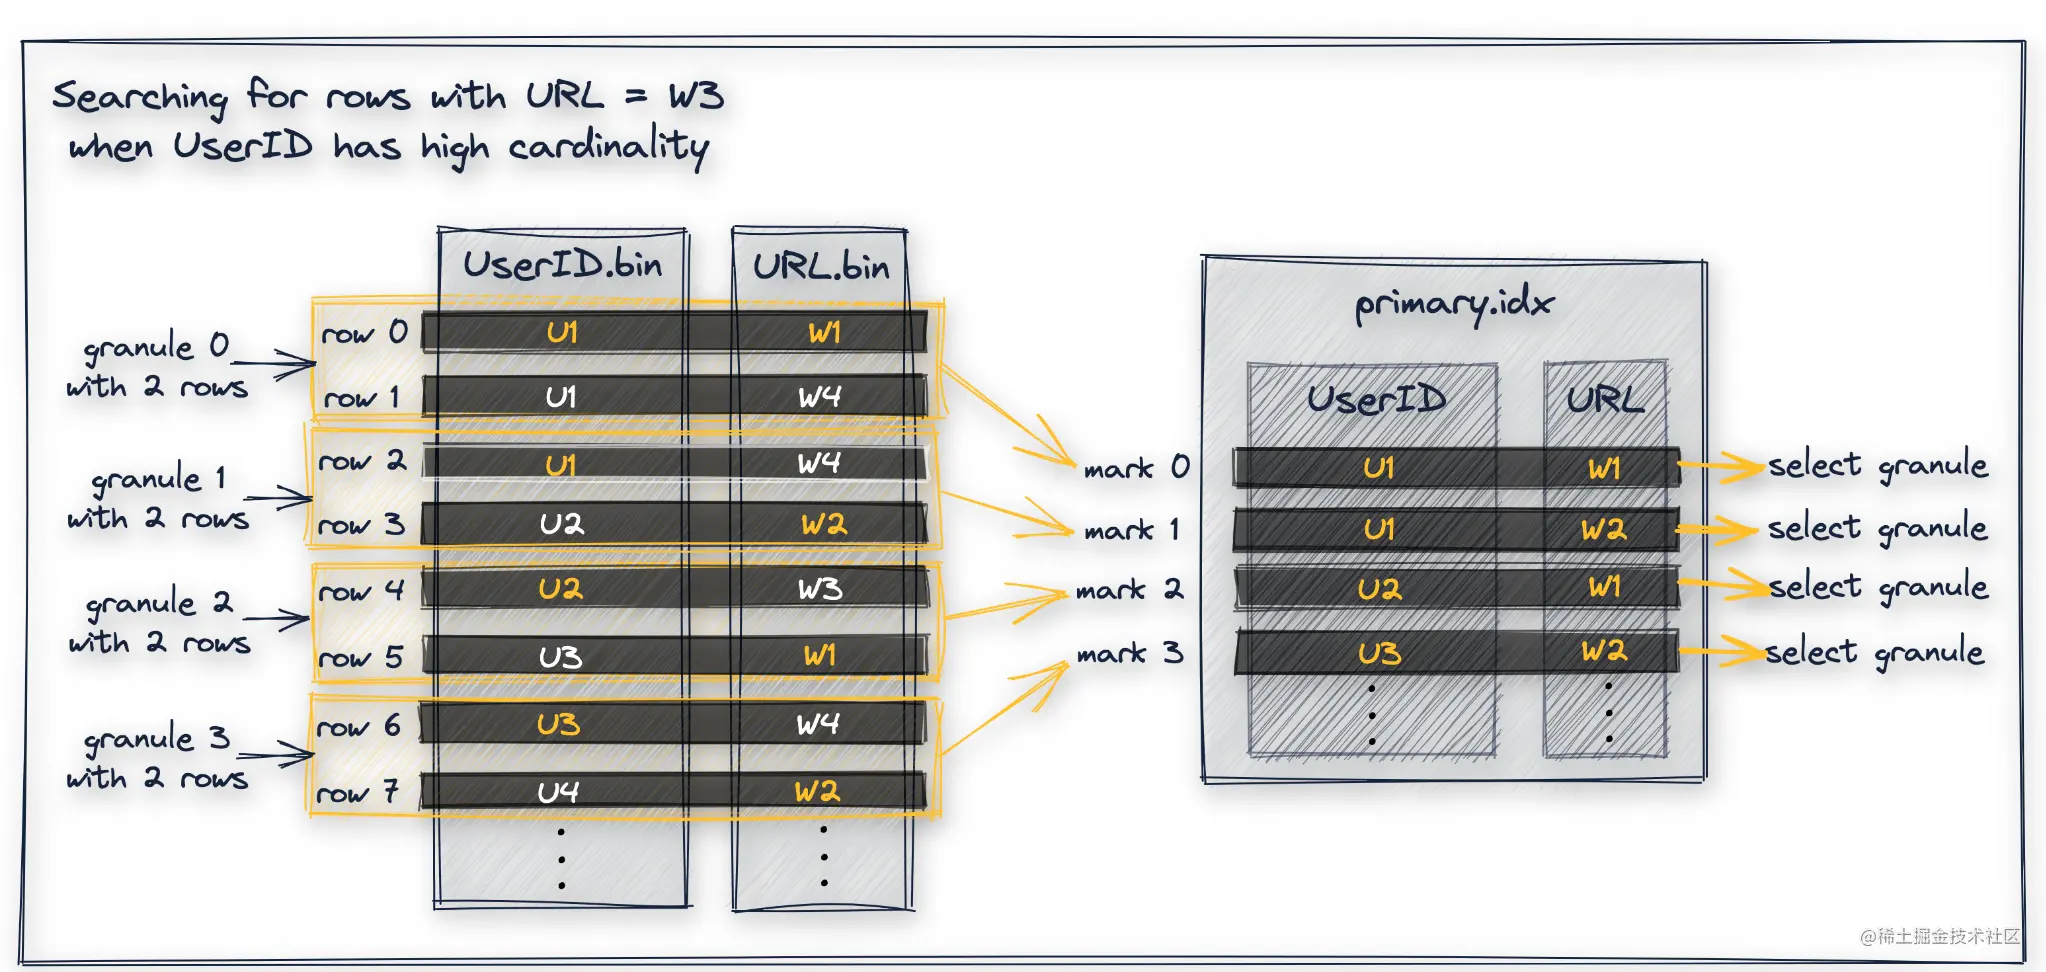 Searching for rows with URL = W3
when UserID has high cardinality
UserID.bin URL.bin
granule 0
with 2 rows
row 0 U1 W1
row 1 U1 W4
granule 1
with 2 rows
row 2 U1 W4
row 3 U2 W2
granule 2
with 2 rows
row 4 U2 W3
row 5 U3 W1
granule 3
with 2 rows
row 6 U3 W4
row 7 U4 W2
primary.idx
UserID URL
mark 0 U1 W1 select granule
mark 1 U1 W2 select granule
mark 2 U2 W1 select granule
mark 3 U3 W2 select granule
@稀土掘金技术社区